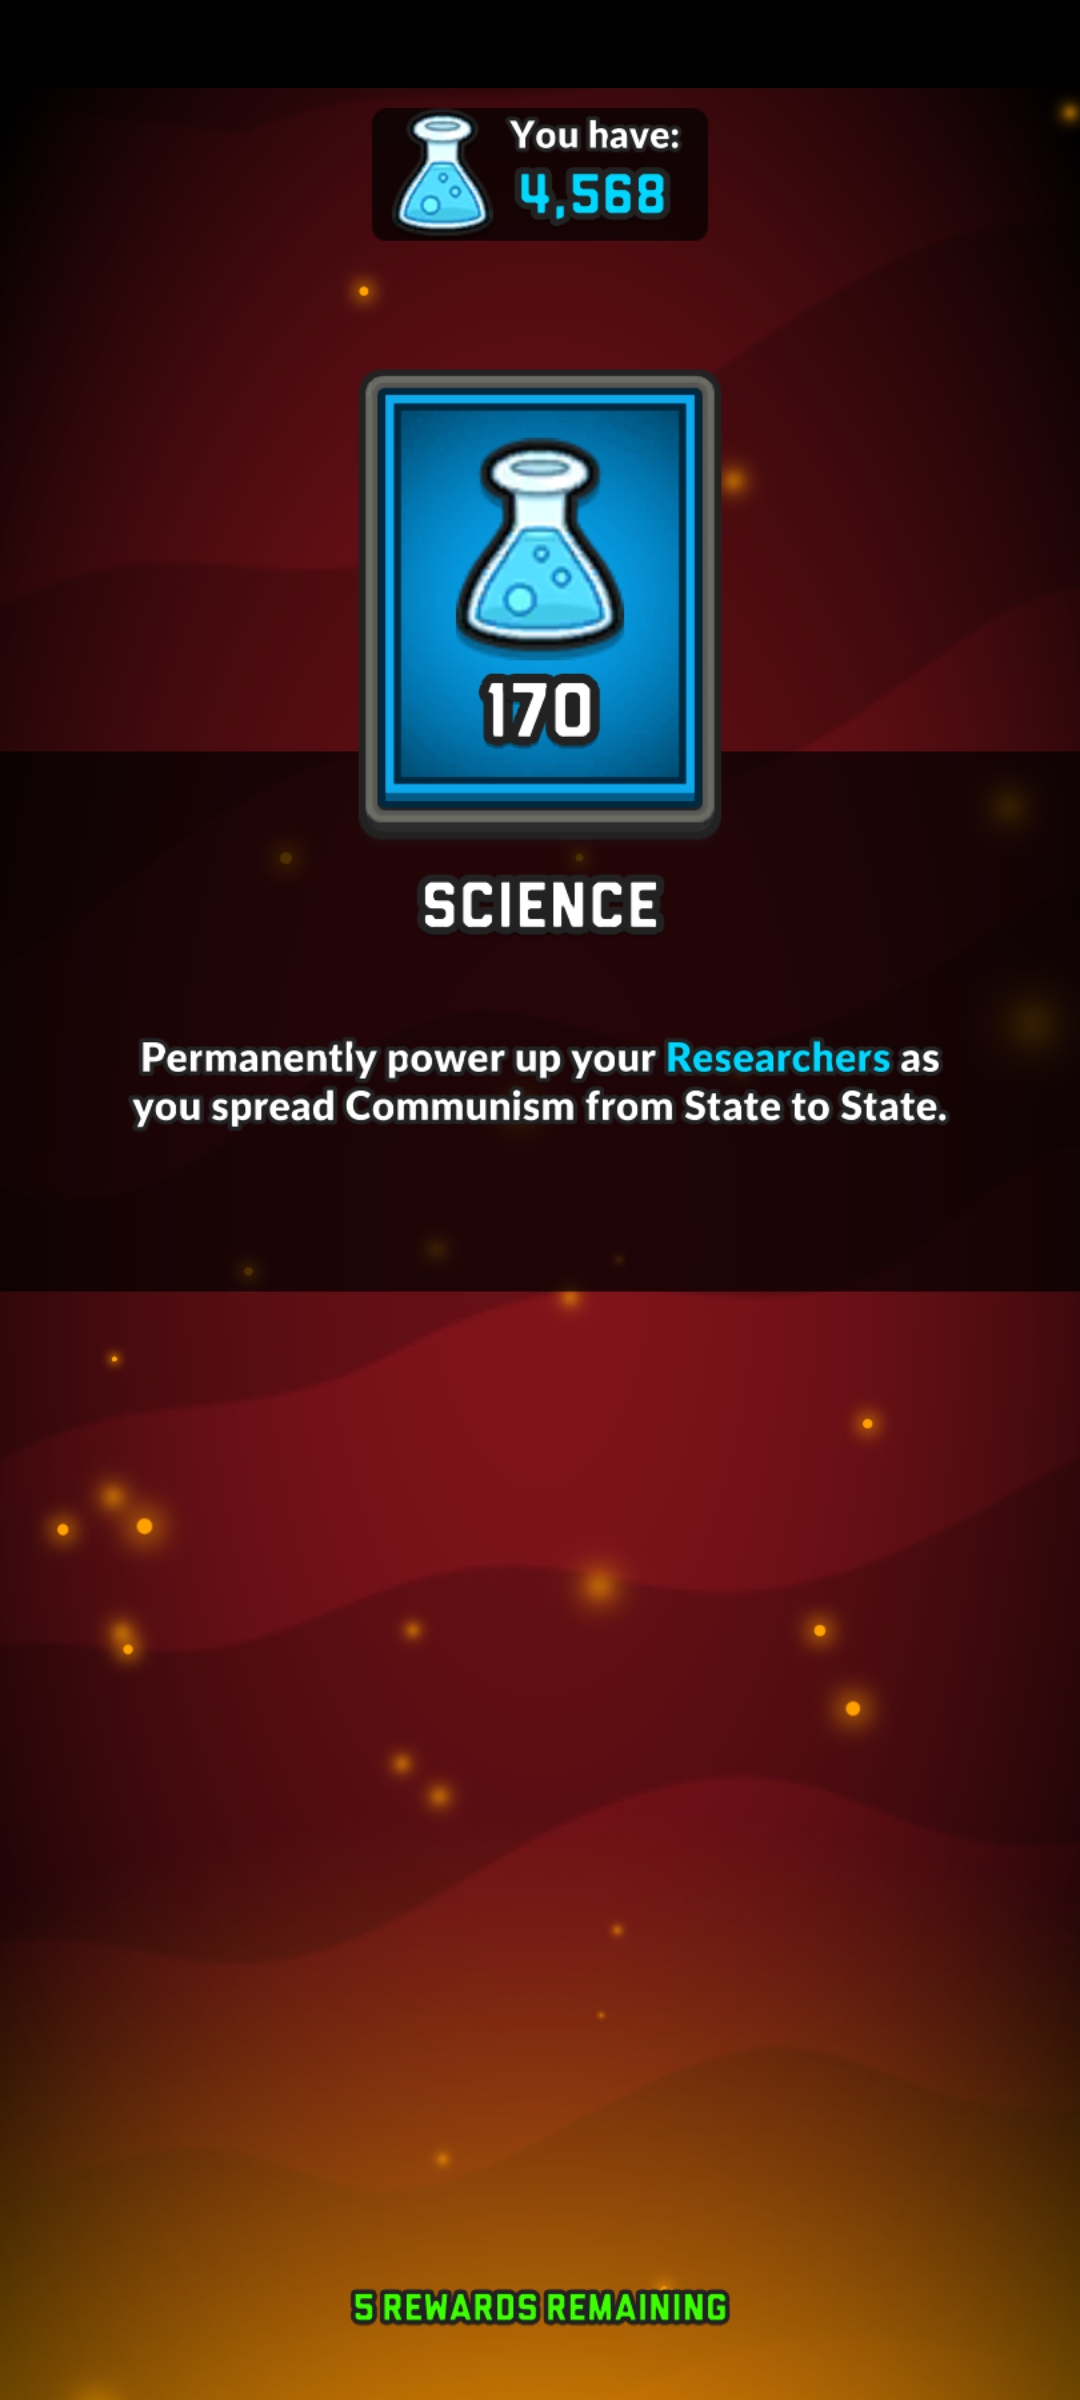 You have:
4,568
170
SCIENCE
Permanently power up your Researchers as
you spread Communism from State to State.
5 REWARDS REMAINING